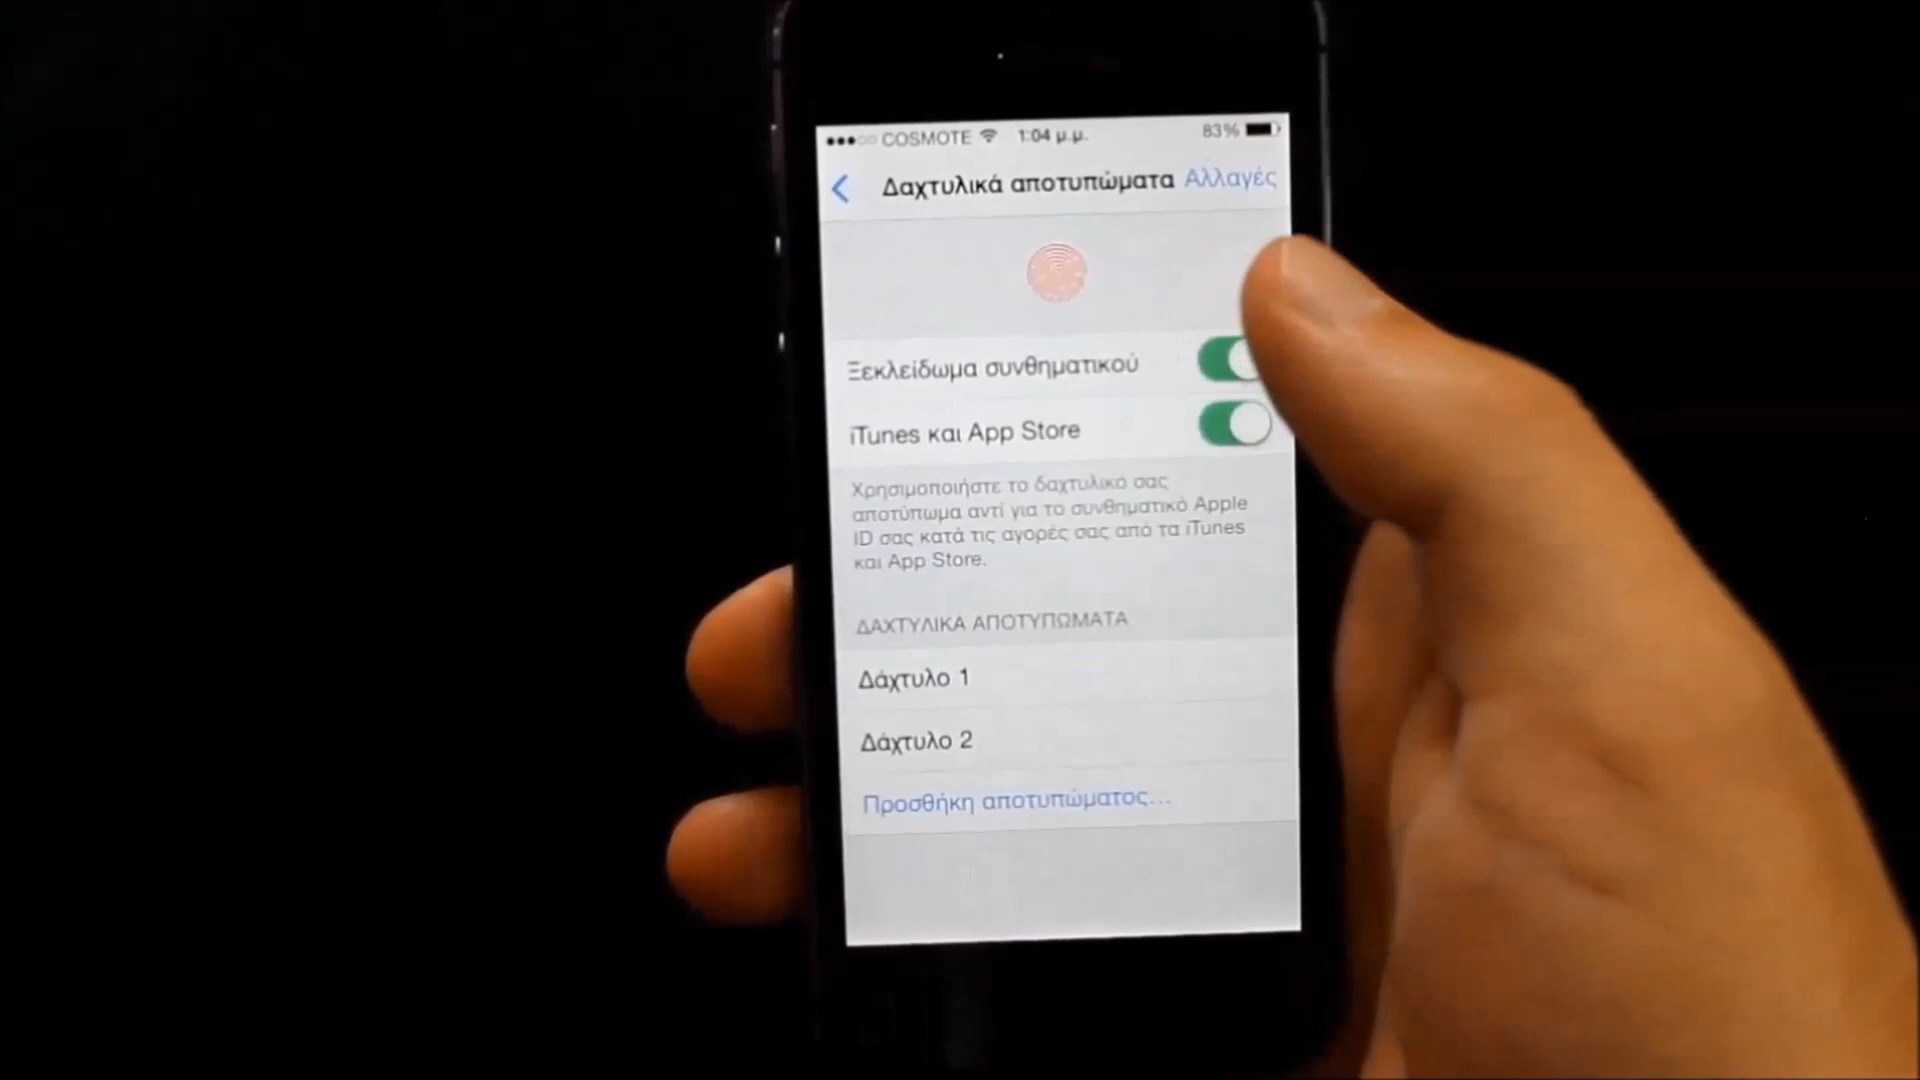 COSMOTE 1:04 μ.μ. 83%
Δαχτυλικά αποτυπώματα Αλλαγές
Ξεκλείδωμα συνθηματικού
iTunes και App Store
Χρησιμοποιήστε το δαχτυλικό σας
αποτύπωμα αντί για το συνθηματικό Apple
ID σας κατά τις αγορές σας από τα iTunes
και App Store.
ΔΑΧΤΥΛΙΚΑ ΑΠΟΤΥΠΩΜΑΤΑ
Δάχτυλο 1
Δάχτυλο 2
Προσθήκη αποτυπώματος...